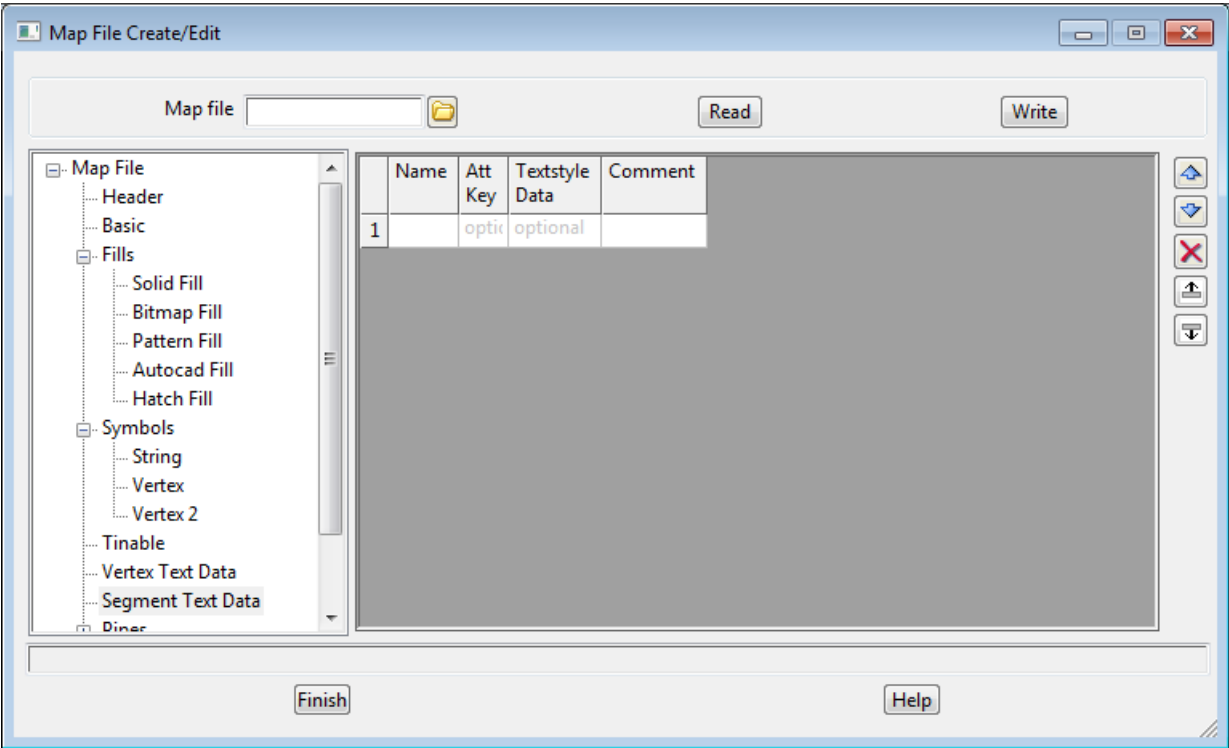 Map File Create/Edit
Map file
Read
Write
Map File
Header
Basic
Fills
Solid Fill
Bitmap Fill
Pattern Fill
Autocad Fill
Hatch Fill
Symbols
String
Vertex
Vertex 2
Tinable
Vertex Text Data
Segment Text Data
Pipes
Name Att Key Textstyle Data Comment
1 optic optional
Finish
Help